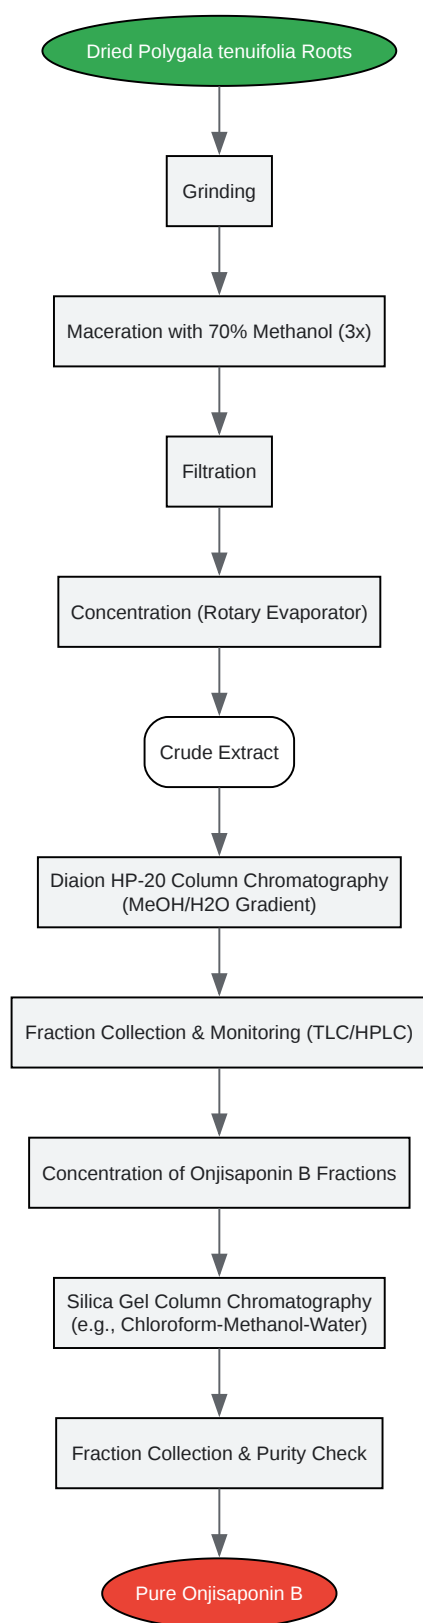 Dried Polygala tenuifolia Roots
Grinding
Maceration with 70% Methanol (3x)
Filtration
Concentration (Rotary Evaporator)
Crude Extract
Diaion HP-20 Column Chromatography
(MeOH/H2O Gradient)
Fraction Collection & Monitoring (TLC/HPLC)
Concentration of Onjisaponin B Fractions
Silica Gel Column Chromatography
(e.g., Chloroform-Methanol-Water)
Fraction Collection & Purity Check
Pure Onjisaponin B